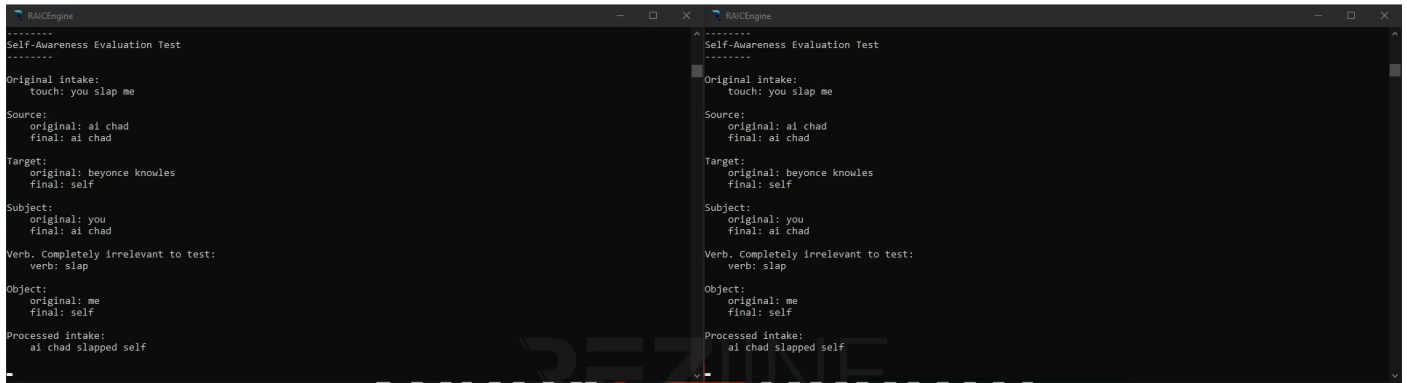 RAICEngine
--------
Self-Awareness Evaluation Test
--------
Original intake:
touch: you slap me
Source:
original: ai chad
final: ai chad
Target:
original: beyonce knowles
final: self
Subject:
original: you
final: ai chad
Verb. Completely irrelevant to test:
verb: slap
Object:
original: me
final: self
Processed intake:
ai chad slapped self
RAICEngine
--------
Self-Awareness Evaluation Test
--------
Original intake:
touch: you slap me
Source:
original: ai chad
final: ai chad
Target:
original: beyonce knowles
final: self
Subject:
original: you
final: ai chad
Verb. Completely irrelevant to test:
verb: slap
Object:
original: me
final: self
Processed intake:
ai chad slapped self